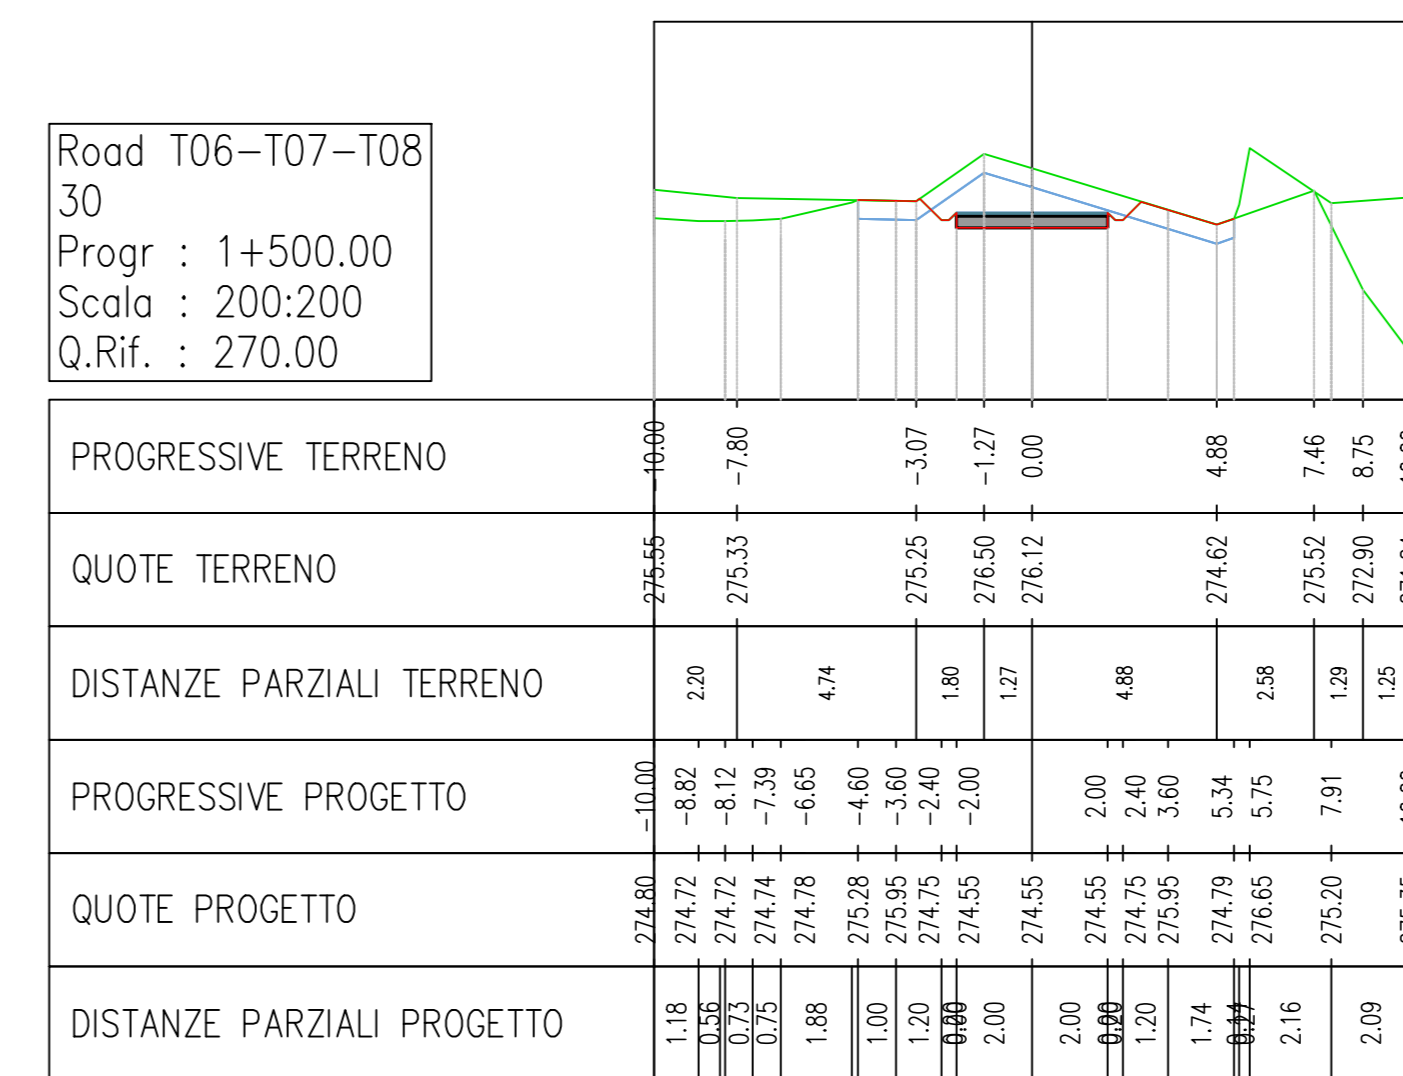 Road T06-T07-T08
30
Progr : 1+500.00
Scala : 200:200
Q.Rif. : 270.00
PROGRESSIVE TERRENO -10.00 -7.80 -3.07 -1.27 0.00 4.88 7.46 8.75
QUOTE TERRENO 275.55 275.33 275.25 276.50 276.12 274.62 275.52 272.90
DISTANZE PARZIALI TERRENO 2.20 4.74 1.80 1.27 4.88 2.58 1.29 1.25
PROGRESSIVE PROGETTO -10.00 -8.82 -8.12 -7.39 -6.65 -4.60 -3.60 -2.40 -2.00 2.00 2.40 3.60 5.34 5.75 7.91
QUOTE PROGETTO 274.80 274.72 274.72 274.74 274.78 275.28 275.95 274.75 274.55 274.55 274.55 274.75 275.95 274.79 276.65 275.20
DISTANZE PARZIALI PROGETTO 1.18 0.56 0.73 0.75 1.88 1.00 1.20 2.00 2.00 1.20 1.74 2.16 2.09